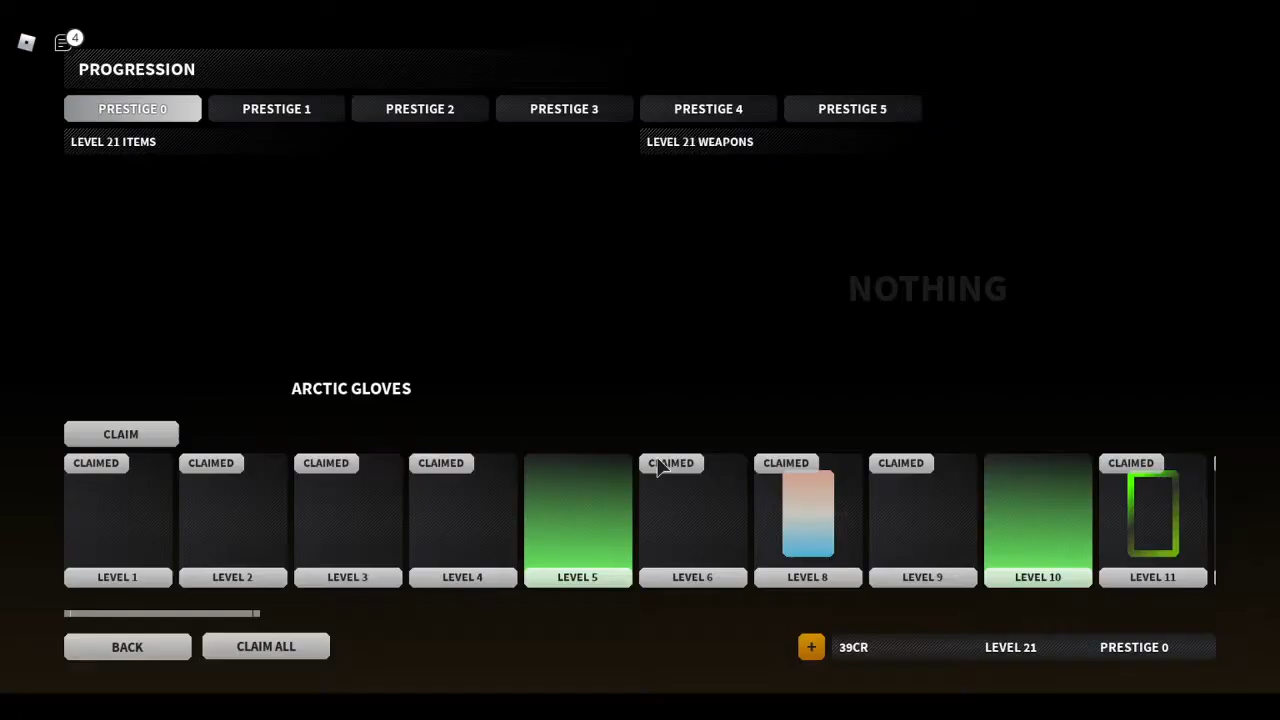 4
PROGRESSION
PRESTIGE 0 PRESTIGE 1 PRESTIGE 2 PRESTIGE 3 PRESTIGE 4 PRESTIGE 5
LEVEL 21 ITEMS LEVEL 21 WEAPONS
NOTHING
ARCTIC GLOVES
CLAIM
CLAIMED CLAIMED CLAIMED CLAIMED CLAIMED CLAIMED CLAIMED CLAIMED
LEVEL 1 LEVEL 2 LEVEL 3 LEVEL 4 LEVEL 5 LEVEL 6 LEVEL 8 LEVEL 9 LEVEL 10 LEVEL 11
BACK CLAIM ALL + 39CR LEVEL 21 PRESTIGE 0